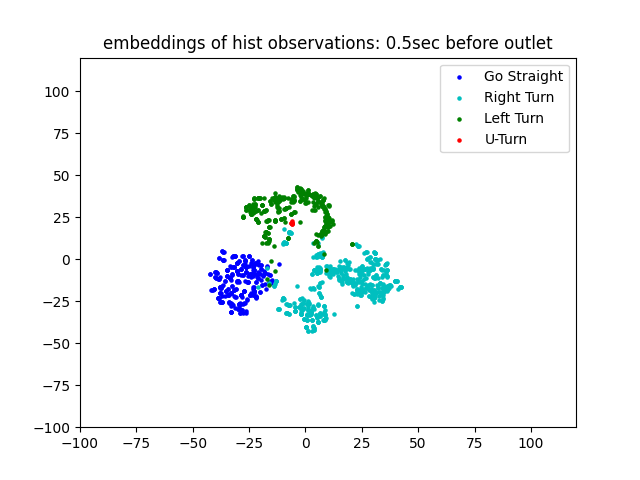 embeddings of hist observations: 0.5sec before outlet
Go Straight
Right Turn
Left Turn
U-Turn
100
75
50
25
0
−25
−50
−75
−100
−100 −75 −50 −25 0 25 50 75 100